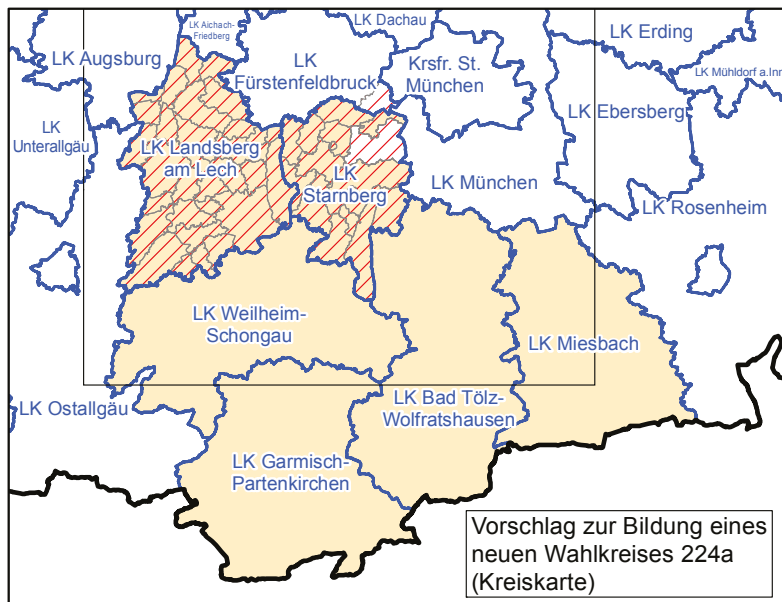 LK Aichach-
Friedberg
LK Dachau
LK Erding
LK Augsburg
LK
Fürstenfeldbruck
Krsfr. St.
München
LK Mühldorf a.Inn
LK Ebersberg
LK
Unterallgäu
LK Landsberg
am Lech
LK
Starnberg
LK München
LK Rosenheim
LK Weilheim-
Schongau
LK Miesbach
LK Ostallgäu
LK Bad Tölz-
Wolfratshausen
LK Garmisch-
Partenkirchen
Vorschlag zur Bildung eines
neuen Wahlkreises 224a
(Kreiskarte)